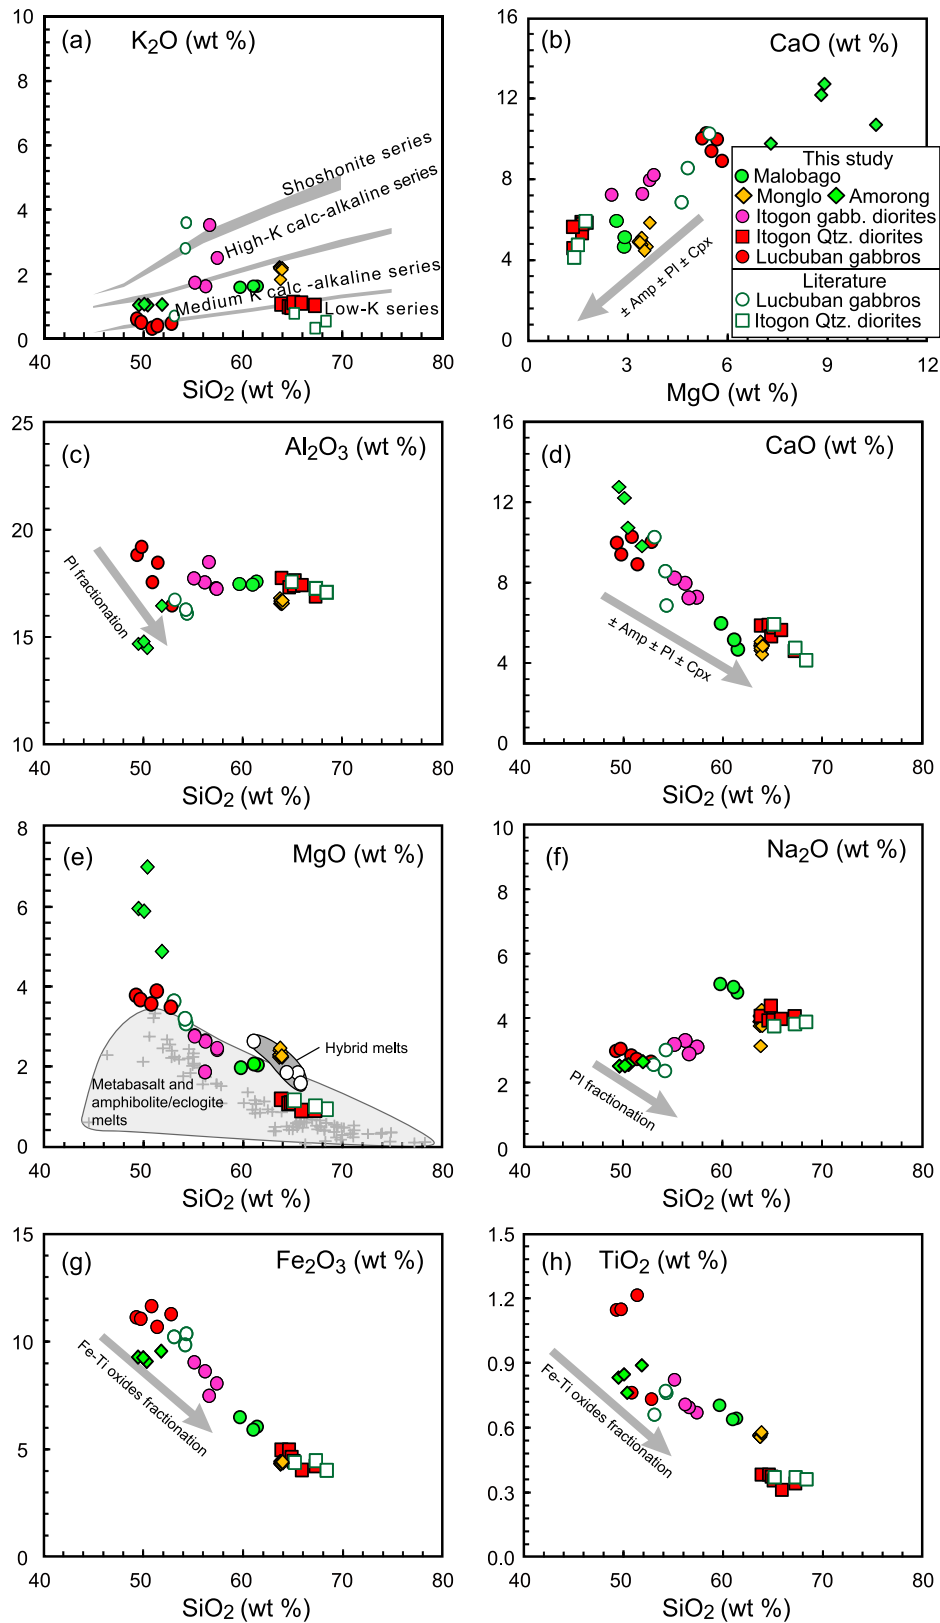 (a) K2O (wt %)
10
8
6
4
2
0
Shoshonite series
High-K calc-alkaline series
Medium K calc-alkaline series
Low-K series
40 50 60 70 80
SiO2 (wt %)
(b) CaO (wt %)
16
12
8
4
0
± Amp ± Pl ± Cpx
This study
Malobago
Monglo Amorong
Itogon gabb. diorites
Itogon Qtz. diorites
Lucbuban gabbros
Literature
Lucbuban gabbros
Itogon Qtz. diorites
0 3 6 9 12
MgO (wt %)
(c) Al2O3 (wt %)
25
20
15
10
Pl fractionation
40 50 60 70 80
SiO2 (wt %)
(d) CaO (wt %)
16
12
8
4
0
± Amp ± Pl ± Cpx
40 50 60 70 80
SiO2 (wt %)
(e) MgO (wt %)
8
6
4
2
0
Hybrid melts
Metabasalt and
amphibolite/eclogite
melts
40 50 60 70 80
SiO2 (wt %)
(f) Na2O (wt %)
10
8
6
4
2
0
Pl fractionation
40 50 60 70 80
SiO2 (wt %)
(g) Fe2O3 (wt %)
15
10
5
0
Fe-Ti oxides fractionation
40 50 60 70 80
SiO2 (wt %)
(h) TiO2 (wt %)
1.5
1.2
0.9
0.6
0.3
0.0
Fe-Ti oxides fractionation
40 50 60 70 80
SiO2 (wt %)